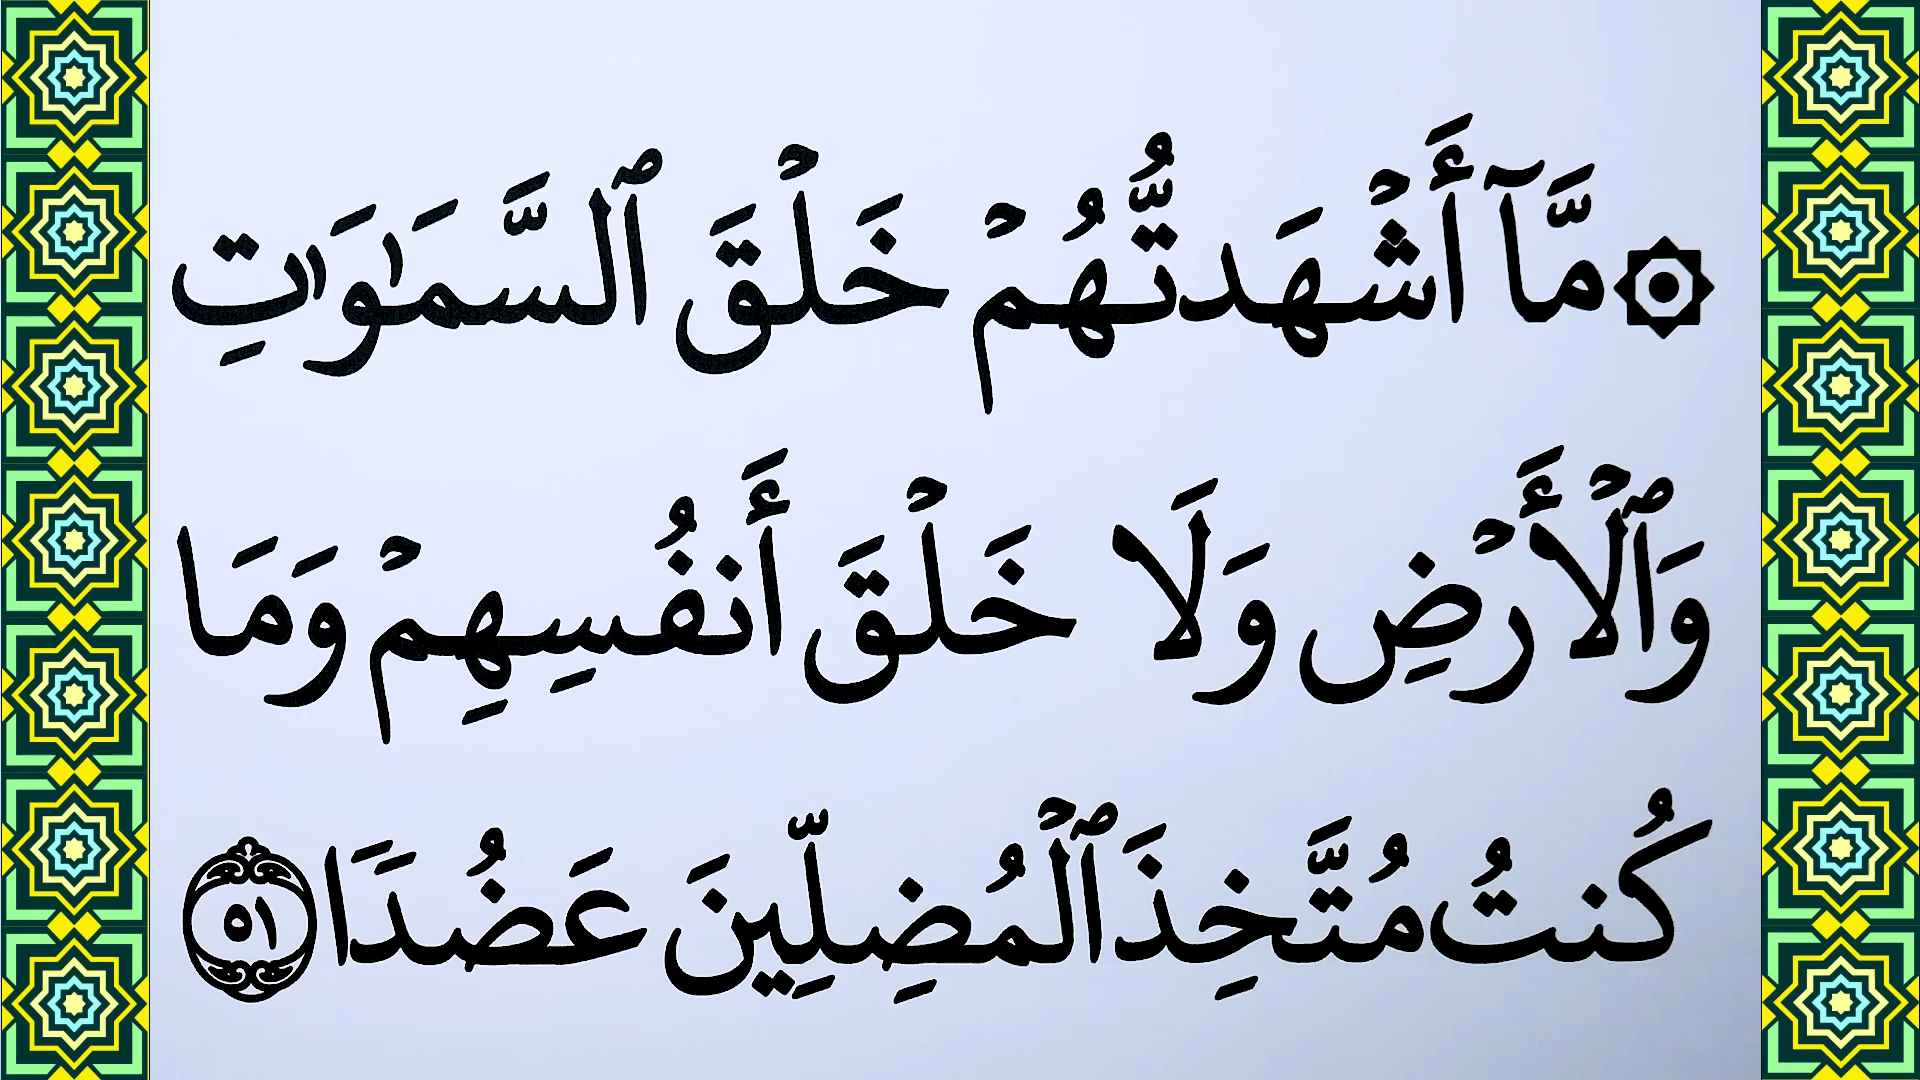 ۞ مَّآ أَشْهَدتُّهُمْ خَلْقَ ٱلسَّمَٰوَٰتِ
وَٱلْأَرْضِ وَلَا خَلْقَ أَنفُسِهِمْ وَمَا
كُنتُ مُتَّخِذَ ٱلْمُضِلِّينَ عَضُدًا ٥١